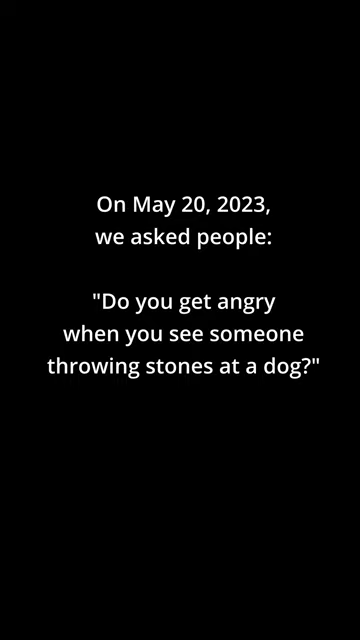 On May 20, 2023,
we asked people:
"Do you get angry
when you see someone
throwing stones at a dog?"